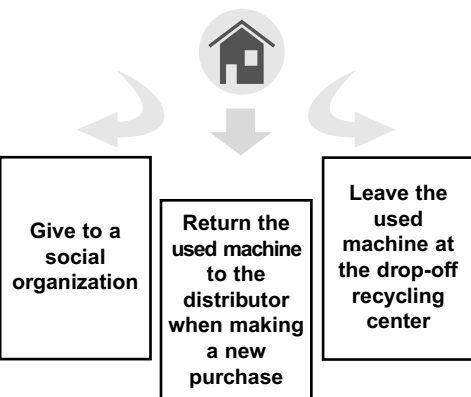 Give to a
social
organization
Return the
used machine
to the
distributor
when making
a new
purchase
Leave the
used
machine at
the drop-off
recycling
center